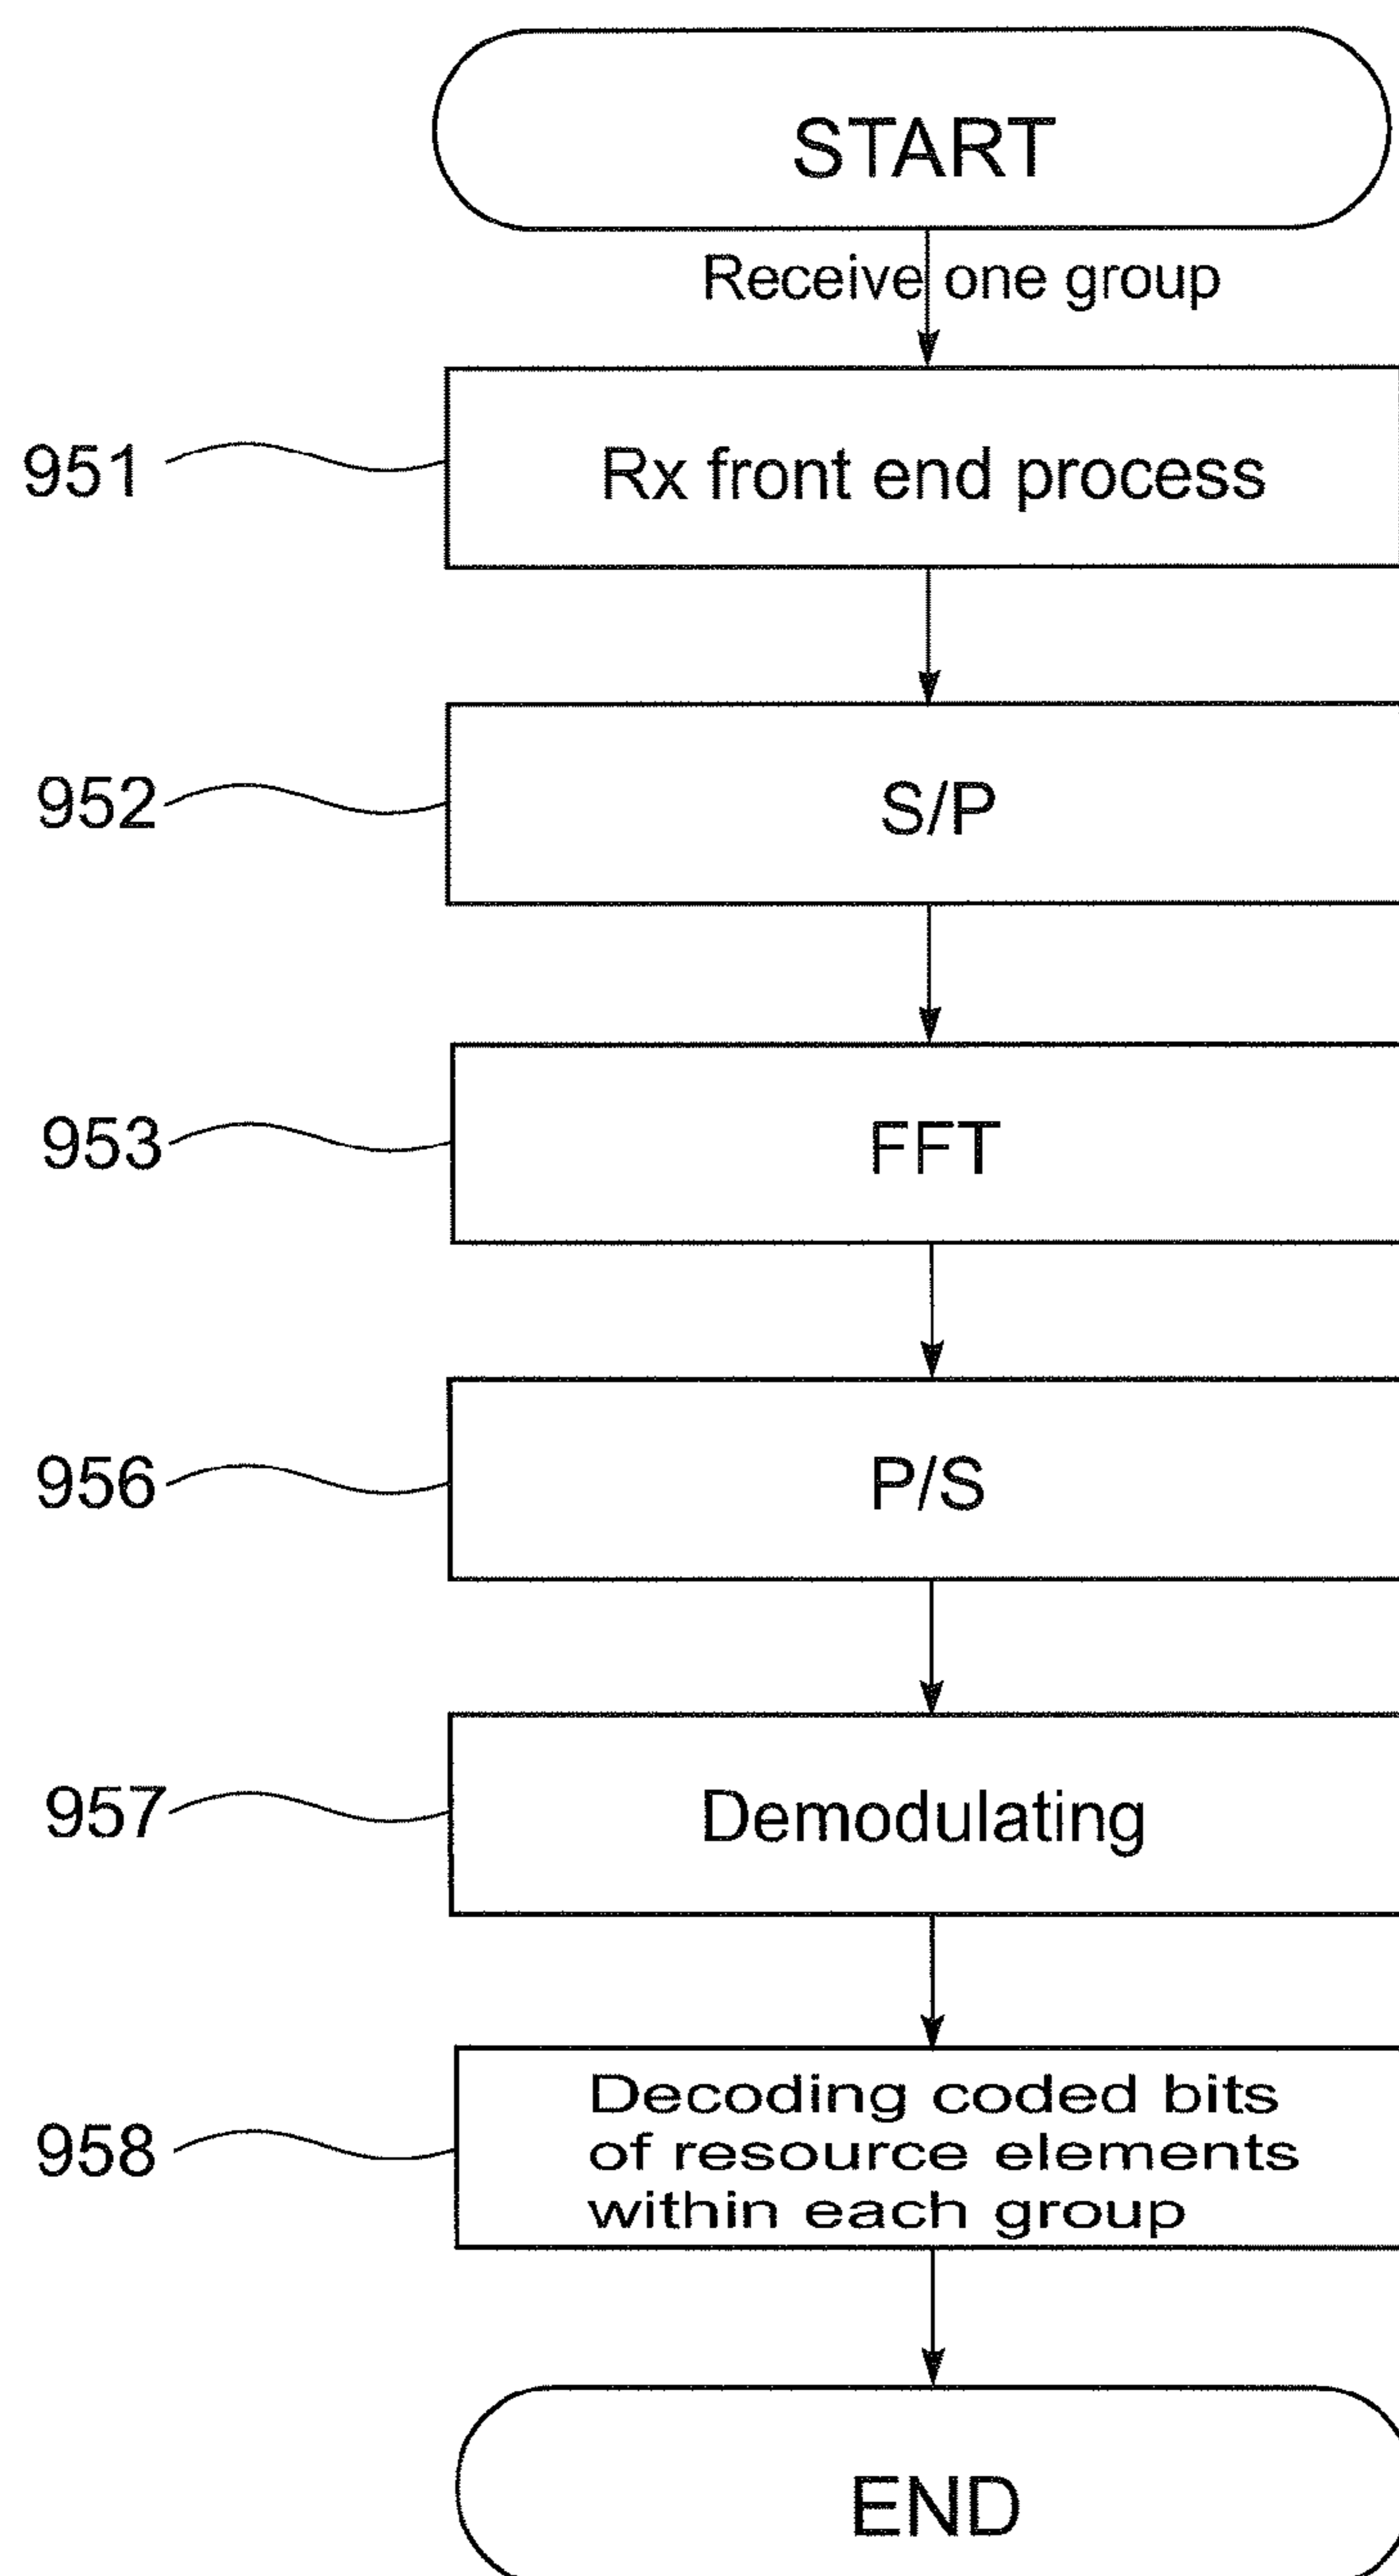 START
Receive one group
951
Rx front end process
952
S/P
953
FFT
956
P/S
957
Demodulating
958
Decoding coded bits
of resource elements
within each group
END